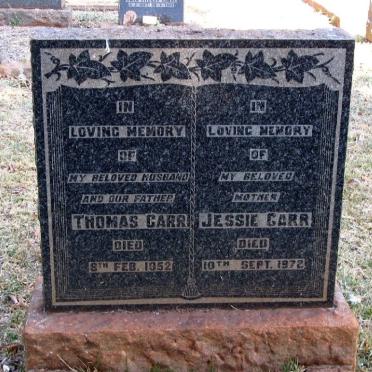 IN
LOVING MEMORY
OF
MY BELOVED HUSBAND
AND OUR FATHER
THOMAS CARR
DIED
8TH FEB. 1952
IN
LOVING MEMORY
OF
MY BELOVED
MOTHER
JESSIE CARR
DIED
10TH SEPT. 1972